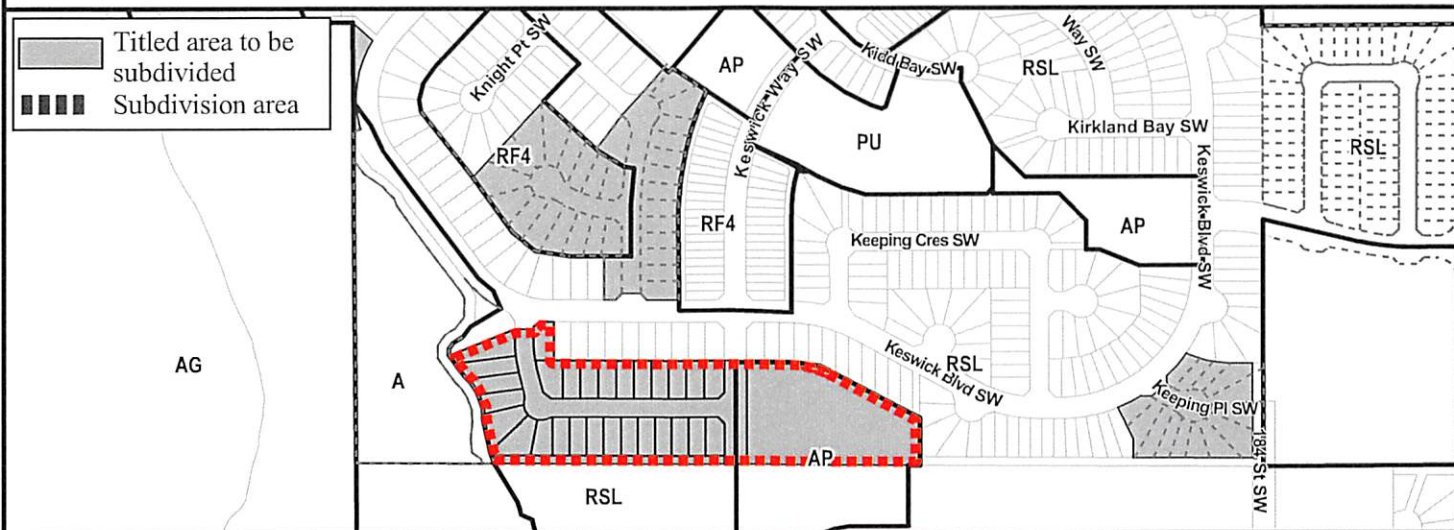 Titled area to be
subdivided
Subdivision area
Knight Pt SW
AP
Keswick Way SW
Kidd Bay SW
RSL
Way SW
Kirkland Bay SW
RSL
RF4
PU
Keswick Blvd SW
RF4
AP
Keeping Cres SW
AG
A
RSL
Keswick Blvd SW
Keeping Pl SW
AP
184 St SW
RSL